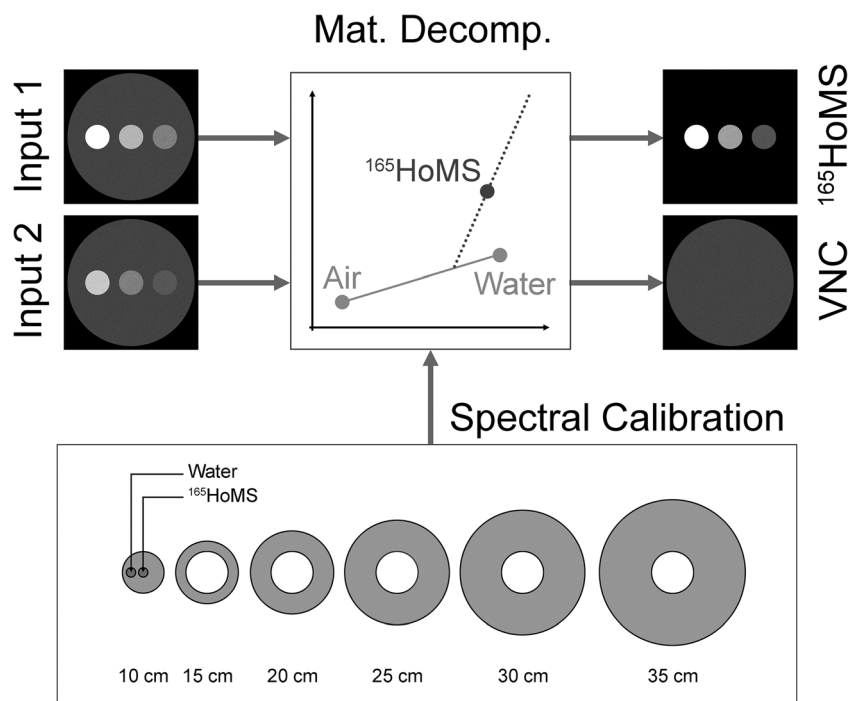 Mat. Decomp.
Input 1
Input 2
¹⁶⁵HoMS
Air
Water
¹⁶⁵HoMS
VNC
Spectral Calibration
Water
¹⁶⁵HoMS
10 cm 15 cm 20 cm 25 cm 30 cm 35 cm